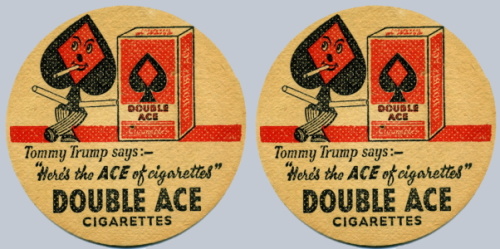 DOUBLE
ACE
Tommy Trump says:—
"Here's the ACE of cigarettes"
DOUBLE ACE
CIGARETTES
DOUBLE
ACE
Tommy Trump says:—
"Here's the ACE of cigarettes"
DOUBLE ACE
CIGARETTES